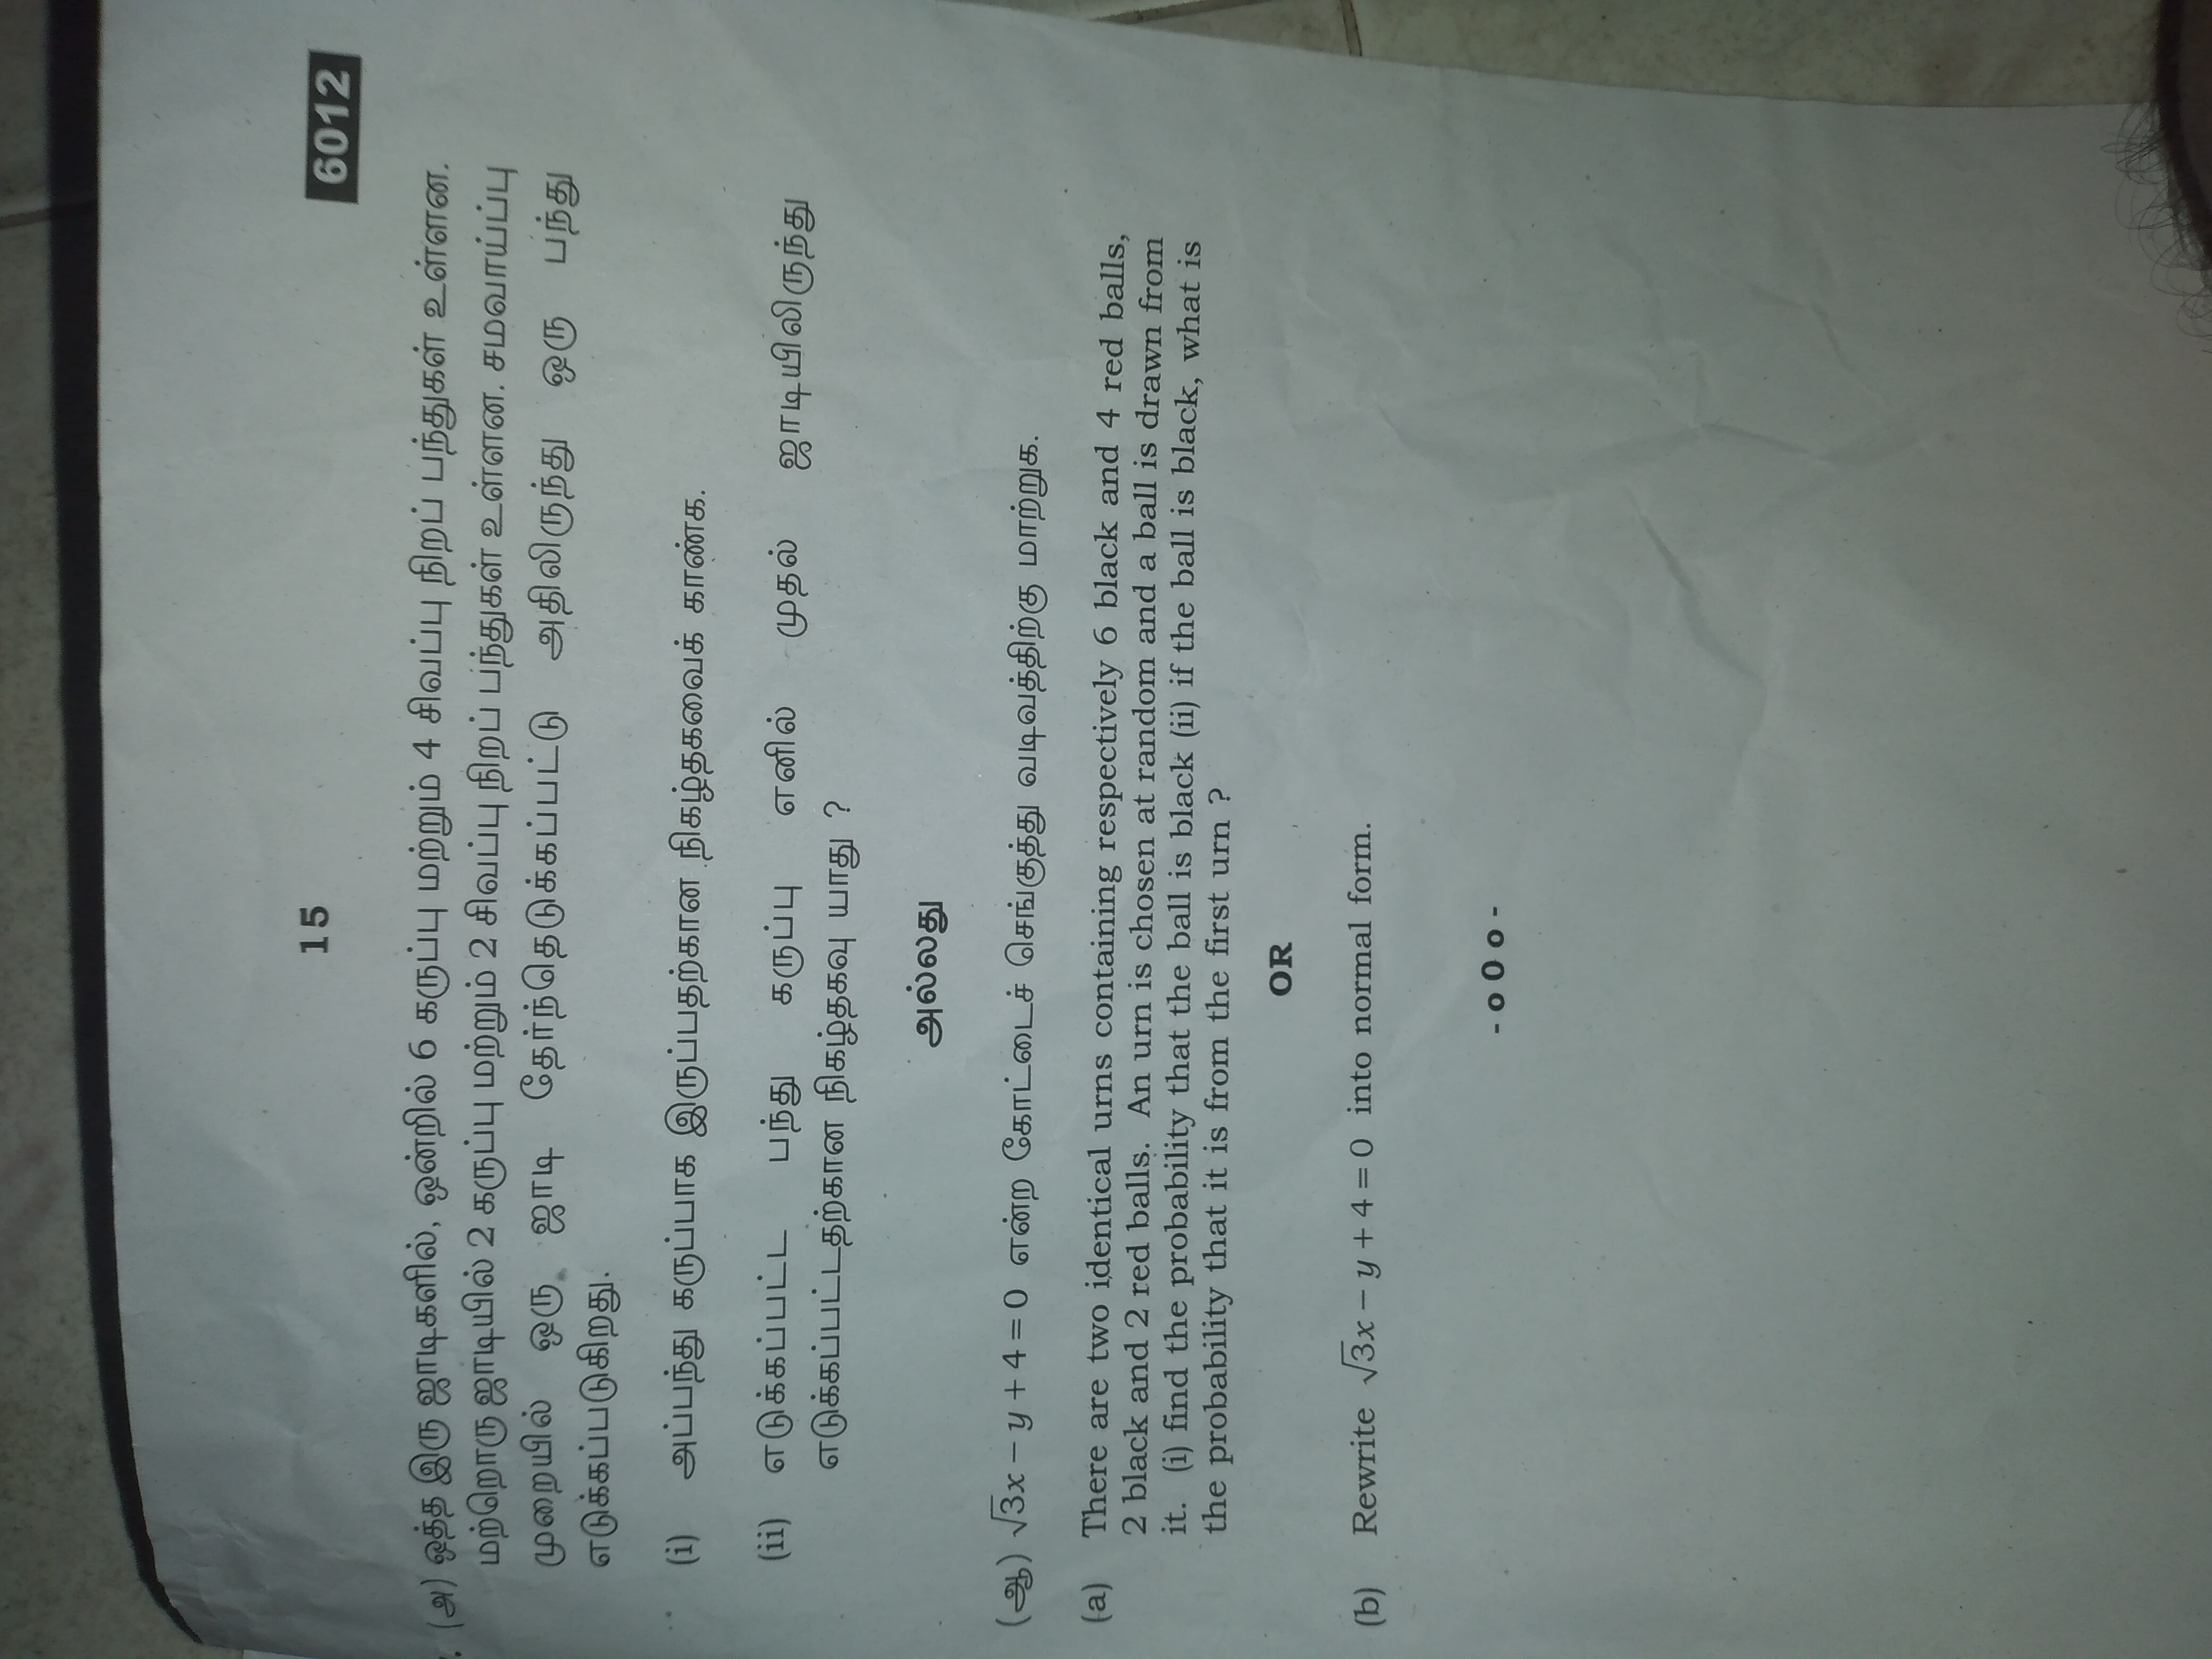 15
6012
(அ) ஒத்த இரு ஜாடிகளில், ஒன்றில் 6 கருப்பு மற்றும் 4 சிவப்பு நிறப் பந்துகள் உள்ளன.
மற்றொரு ஜாடியில் 2 கருப்பு மற்றும் 2 சிவப்பு நிறப் பந்துகள் உள்ளன. சமவாய்ப்பு
முறையில் ஒரு ஜாடி தேர்ந்தெடுக்கப்பட்டு அதிலிருந்து ஒரு பந்து
எடுக்கப்படுகிறது.
(i) அப்பந்து கருப்பாக இருப்பதற்கான நிகழ்தகவைக் காண்க.
(ii) எடுக்கப்பட்ட பந்து கருப்பு எனில் முதல் ஜாடியிலிருந்து
எடுக்கப்பட்டதற்கான நிகழ்தகவு யாது ?
அல்லது
(ஆ) √3x − y + 4 = 0 என்ற கோட்டைச் செங்குத்து வடிவத்திற்கு மாற்றுக.
(a) There are two identical urns containing respectively 6 black and 4 red balls,
2 black and 2 red balls. An urn is chosen at random and a ball is drawn from
it. (i) find the probability that the ball is black (ii) if the ball is black, what is
the probability that it is from the first urn ?
OR
(b) Rewrite √3x − y + 4 = 0 into normal form.
- o 0 o -